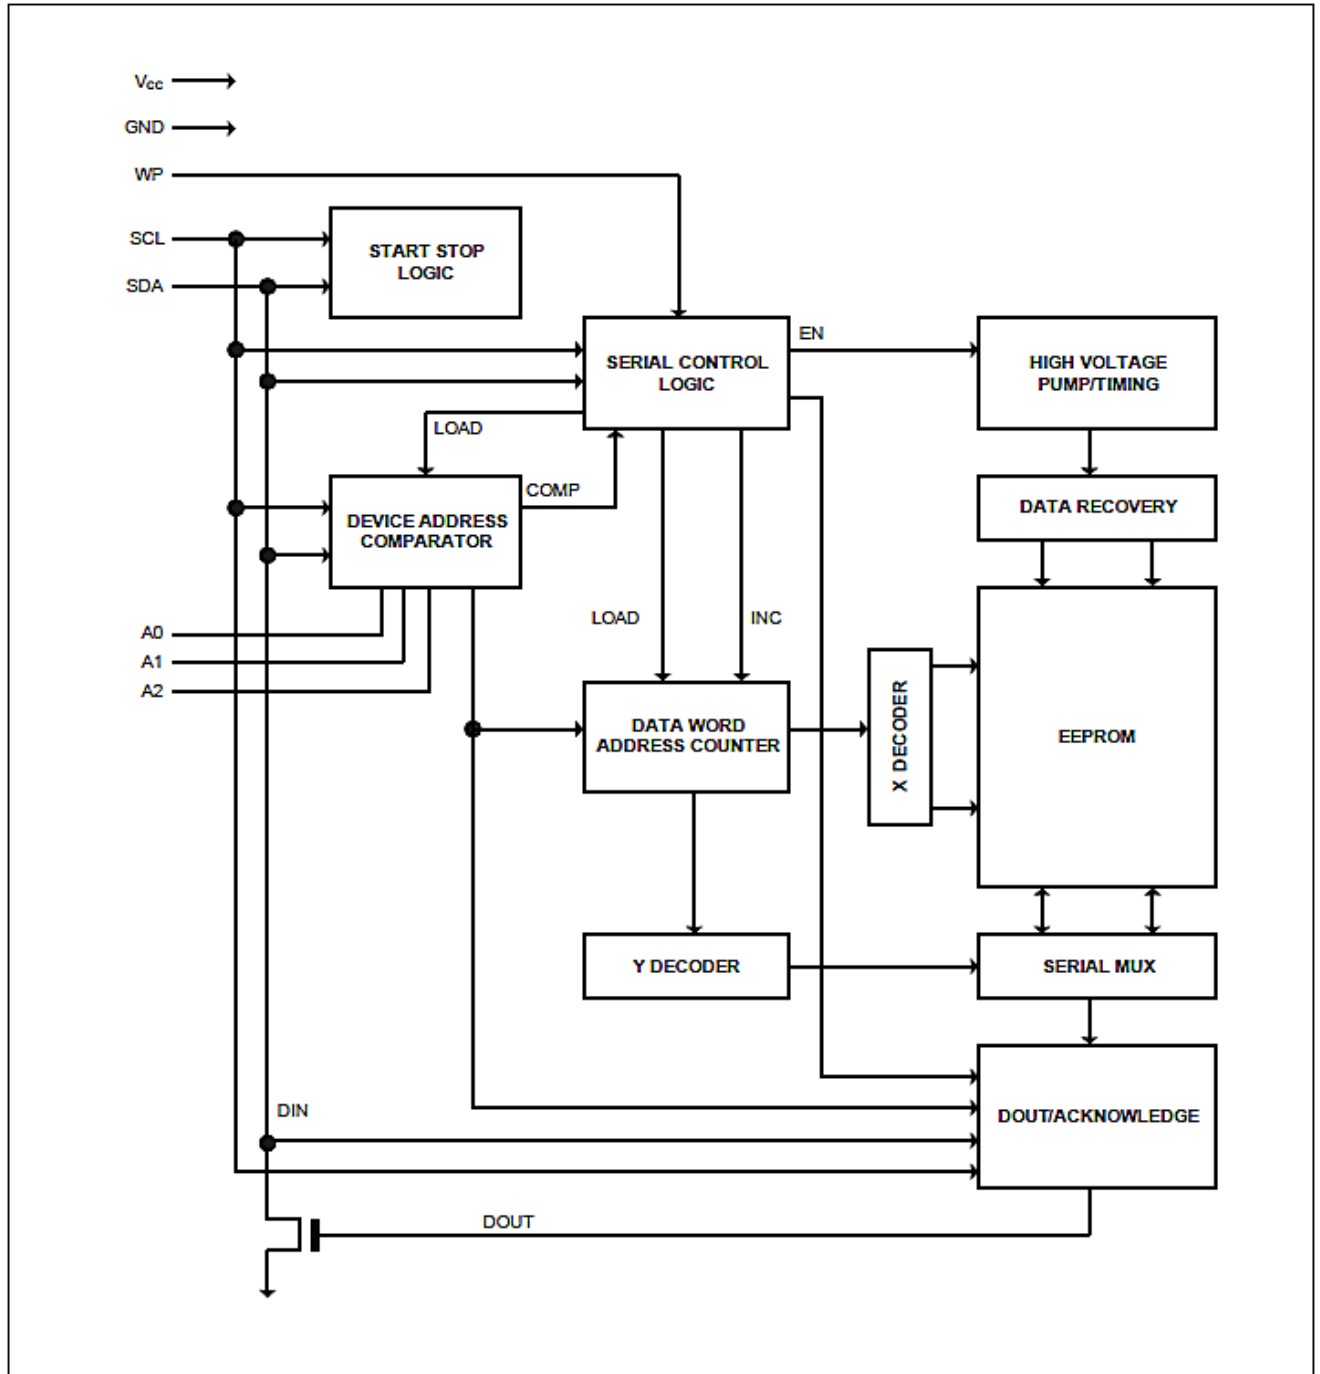 Vcc
GND
WP
SCL
SDA
START STOP
LOGIC
SERIAL CONTROL
LOGIC
EN
HIGH VOLTAGE
PUMP/TIMING
LOAD
COMP
DEVICE ADDRESS
COMPARATOR
DATA RECOVERY
A0
A1
A2
LOAD
INC
DATA WORD
ADDRESS COUNTER
X DECODER
EEPROM
Y DECODER
SERIAL MUX
DIN
DOUT/ACKNOWLEDGE
DOUT